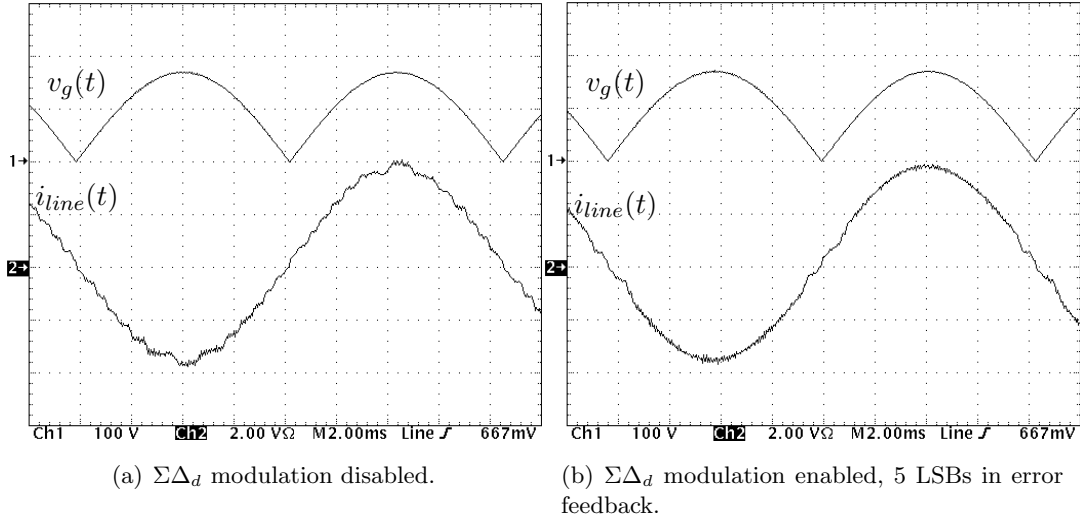 v_g(t)
1→
i_line(t)
2→
Ch1 100 V Ch2 2.00 VΩ M2.00ms Line ∫ 667mV
(a) ΣΔ_d modulation disabled.
v_g(t)
1→
i_line(t)
2→
Ch1 100 V Ch2 2.00 VΩ M2.00ms Line ∫ 667mV
(b) ΣΔ_d modulation enabled, 5 LSBs in error
feedback.